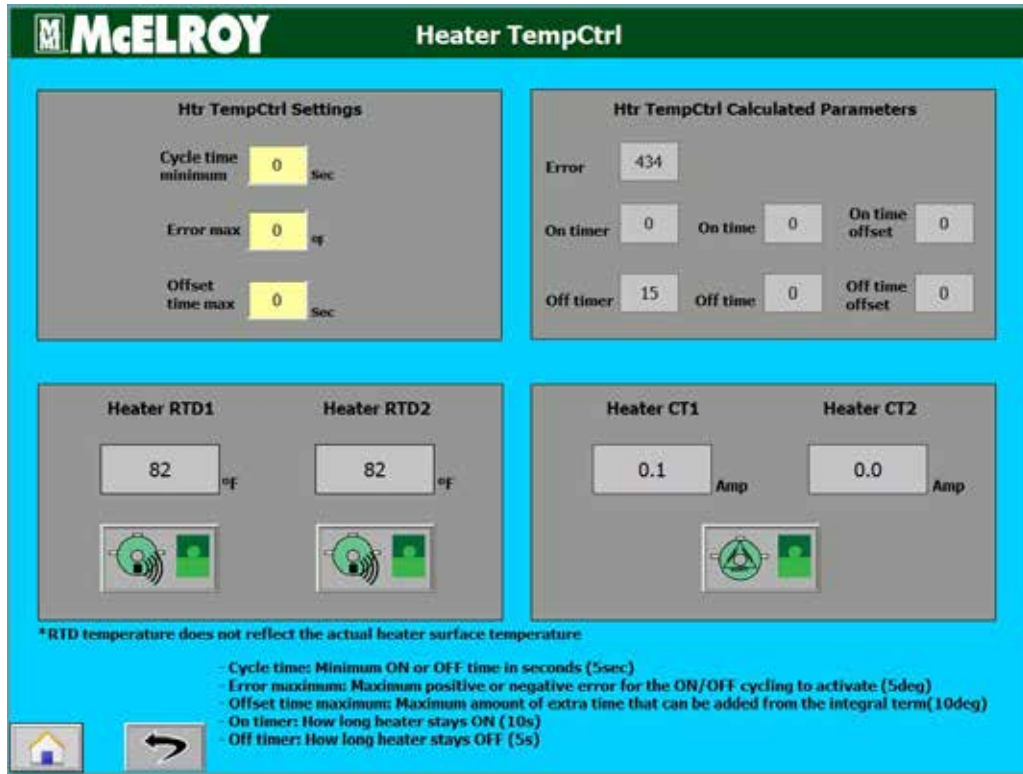 McELROY Heater TempCtrl
Htr TempCtrl Settings
Cycle time
minimum 0 Sec
Error max 0 °F
Offset
time max 0 Sec
Htr TempCtrl Calculated Parameters
Error 434
On timer 0 On time 0 On time
offset 0
Off timer 15 Off time 0 Off time
offset 0
Heater RTD1 Heater RTD2
82 °F 82 °F
Heater CT1 Heater CT2
0.1 Amp 0.0 Amp
*RTD temperature does not reflect the actual heater surface temperature
- Cycle time: Minimum ON or OFF time in seconds (5sec)
- Error maximum: Maximum positive or negative error for the ON/OFF cycling to activate (5deg)
- Offset time maximum: Maximum amount of extra time that can be added from the integral term(10deg)
- On timer: How long heater stays ON (10s)
- Off timer: How long heater stays OFF (5s)